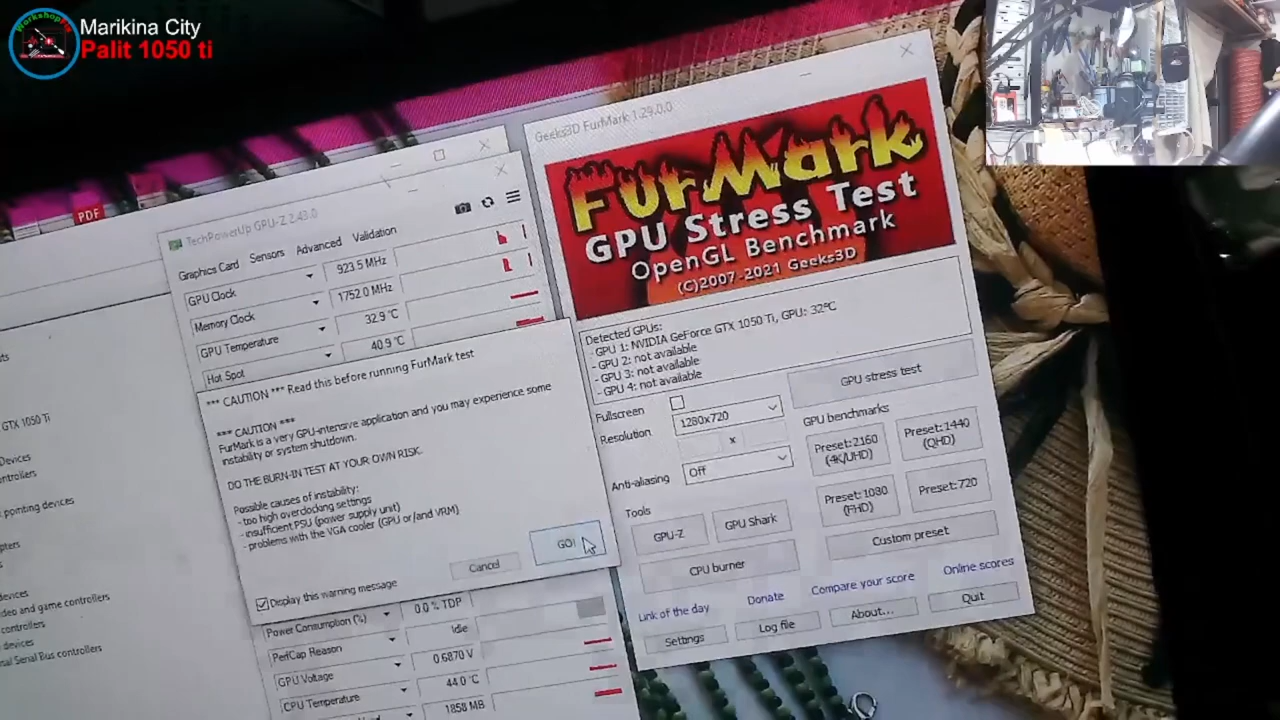 Marikina City
Palit 1050 ti
PDF
TechPowerUp GPU-Z 2.43.0
Graphics Card
Sensors
Advanced
Validation
GPU Clock
923.5 MHz
Memory Clock
1752.0 MHz
GPU Temperature
32.9 °C
Hot Spot
40.9 °C
*** CAUTION *** Read this before running FurMark test
*** CAUTION ***
FurMark is a very GPU-intensive application and you may experience some
instability or system shutdown.
DO THE BURN-IN TEST AT YOUR OWN RISK.
Possible causes of instability:
- too high overclocking settings
- insufficient PSU (power supply unit)
- problems with the VGA cooler (GPU or/and VRM)
GO!
Cancel
Display this warning message
Power Consumption (%)
0.0 % TDP
PerfCap Reason
Idle
GPU Voltage
0.6870 V
CPU Temperature
44.0 °C
1858 MB
GTX 1050 Ti
pointing devices
video and game controllers
controllers
devices
Serial Bus controllers
Geeks3D FurMark 1.29.0.0
FurMark
GPU Stress Test
OpenGL Benchmark
(C)2007-2021 Geeks3D
Detected GPUs:
- GPU 1: NVIDIA GeForce GTX 1050 Ti, GPU: 32°C
- GPU 2: not available
- GPU 3: not available
- GPU 4: not available
Fullscreen
Resolution
1280x720
x
Anti-aliasing
Off
GPU stress test
GPU benchmarks
Preset:2160
(4K/UHD)
Preset:1440
(QHD)
Preset:1080
(FHD)
Preset:720
Custom preset
Tools
GPU-Z
GPU Shark
CPU burner
Link of the day
Donate
Compare your score
Online scores
Settings
Log file
About...
Quit